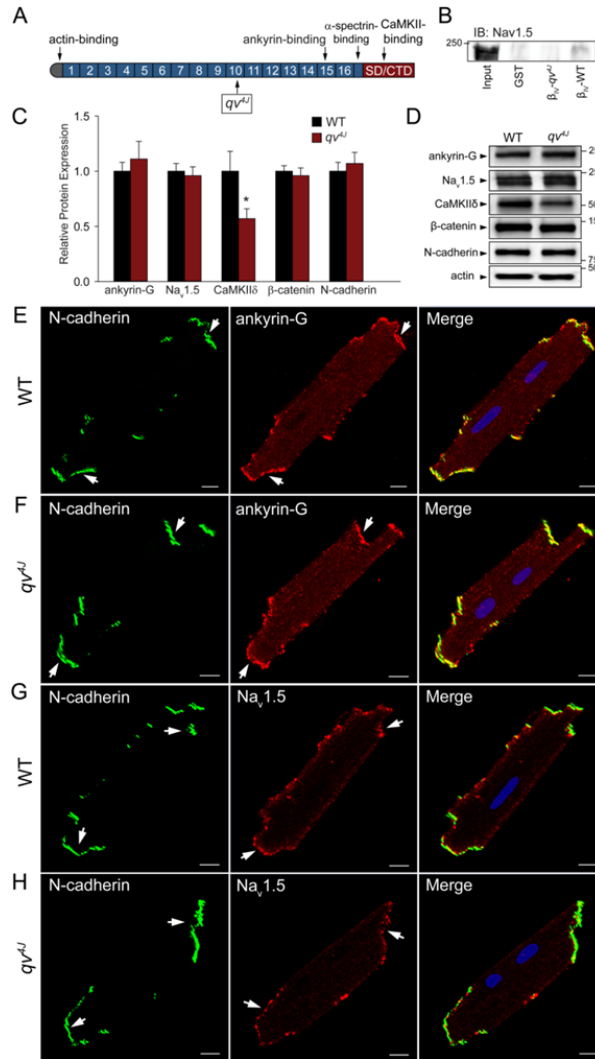 A
actin-binding
ankyrin-binding
α-spectrin-
binding
CaMKII-
binding
1 2 3 4 5 6 7 8 9 10 11 12 13 14 15 16 SD/CTD
qv4J
B
IB: Nav1.5
250
Input
GST
βIV-qv4J
βIV-WT
C
WT
qv4J
Relative Protein Expression
1.5
1.0
0.5
0.0
*
ankyrin-G Nav1.5 CaMKIIδ β-catenin N-cadherin
D
WT qv4J
ankyrin-G
Nav1.5
CaMKIIδ 50
β-catenin
N-cadherin 75
actin 50
E
WT
N-cadherin ankyrin-G Merge
F
qv4J
N-cadherin ankyrin-G Merge
G
WT
N-cadherin Nav1.5 Merge
H
qv4J
N-cadherin Nav1.5 Merge